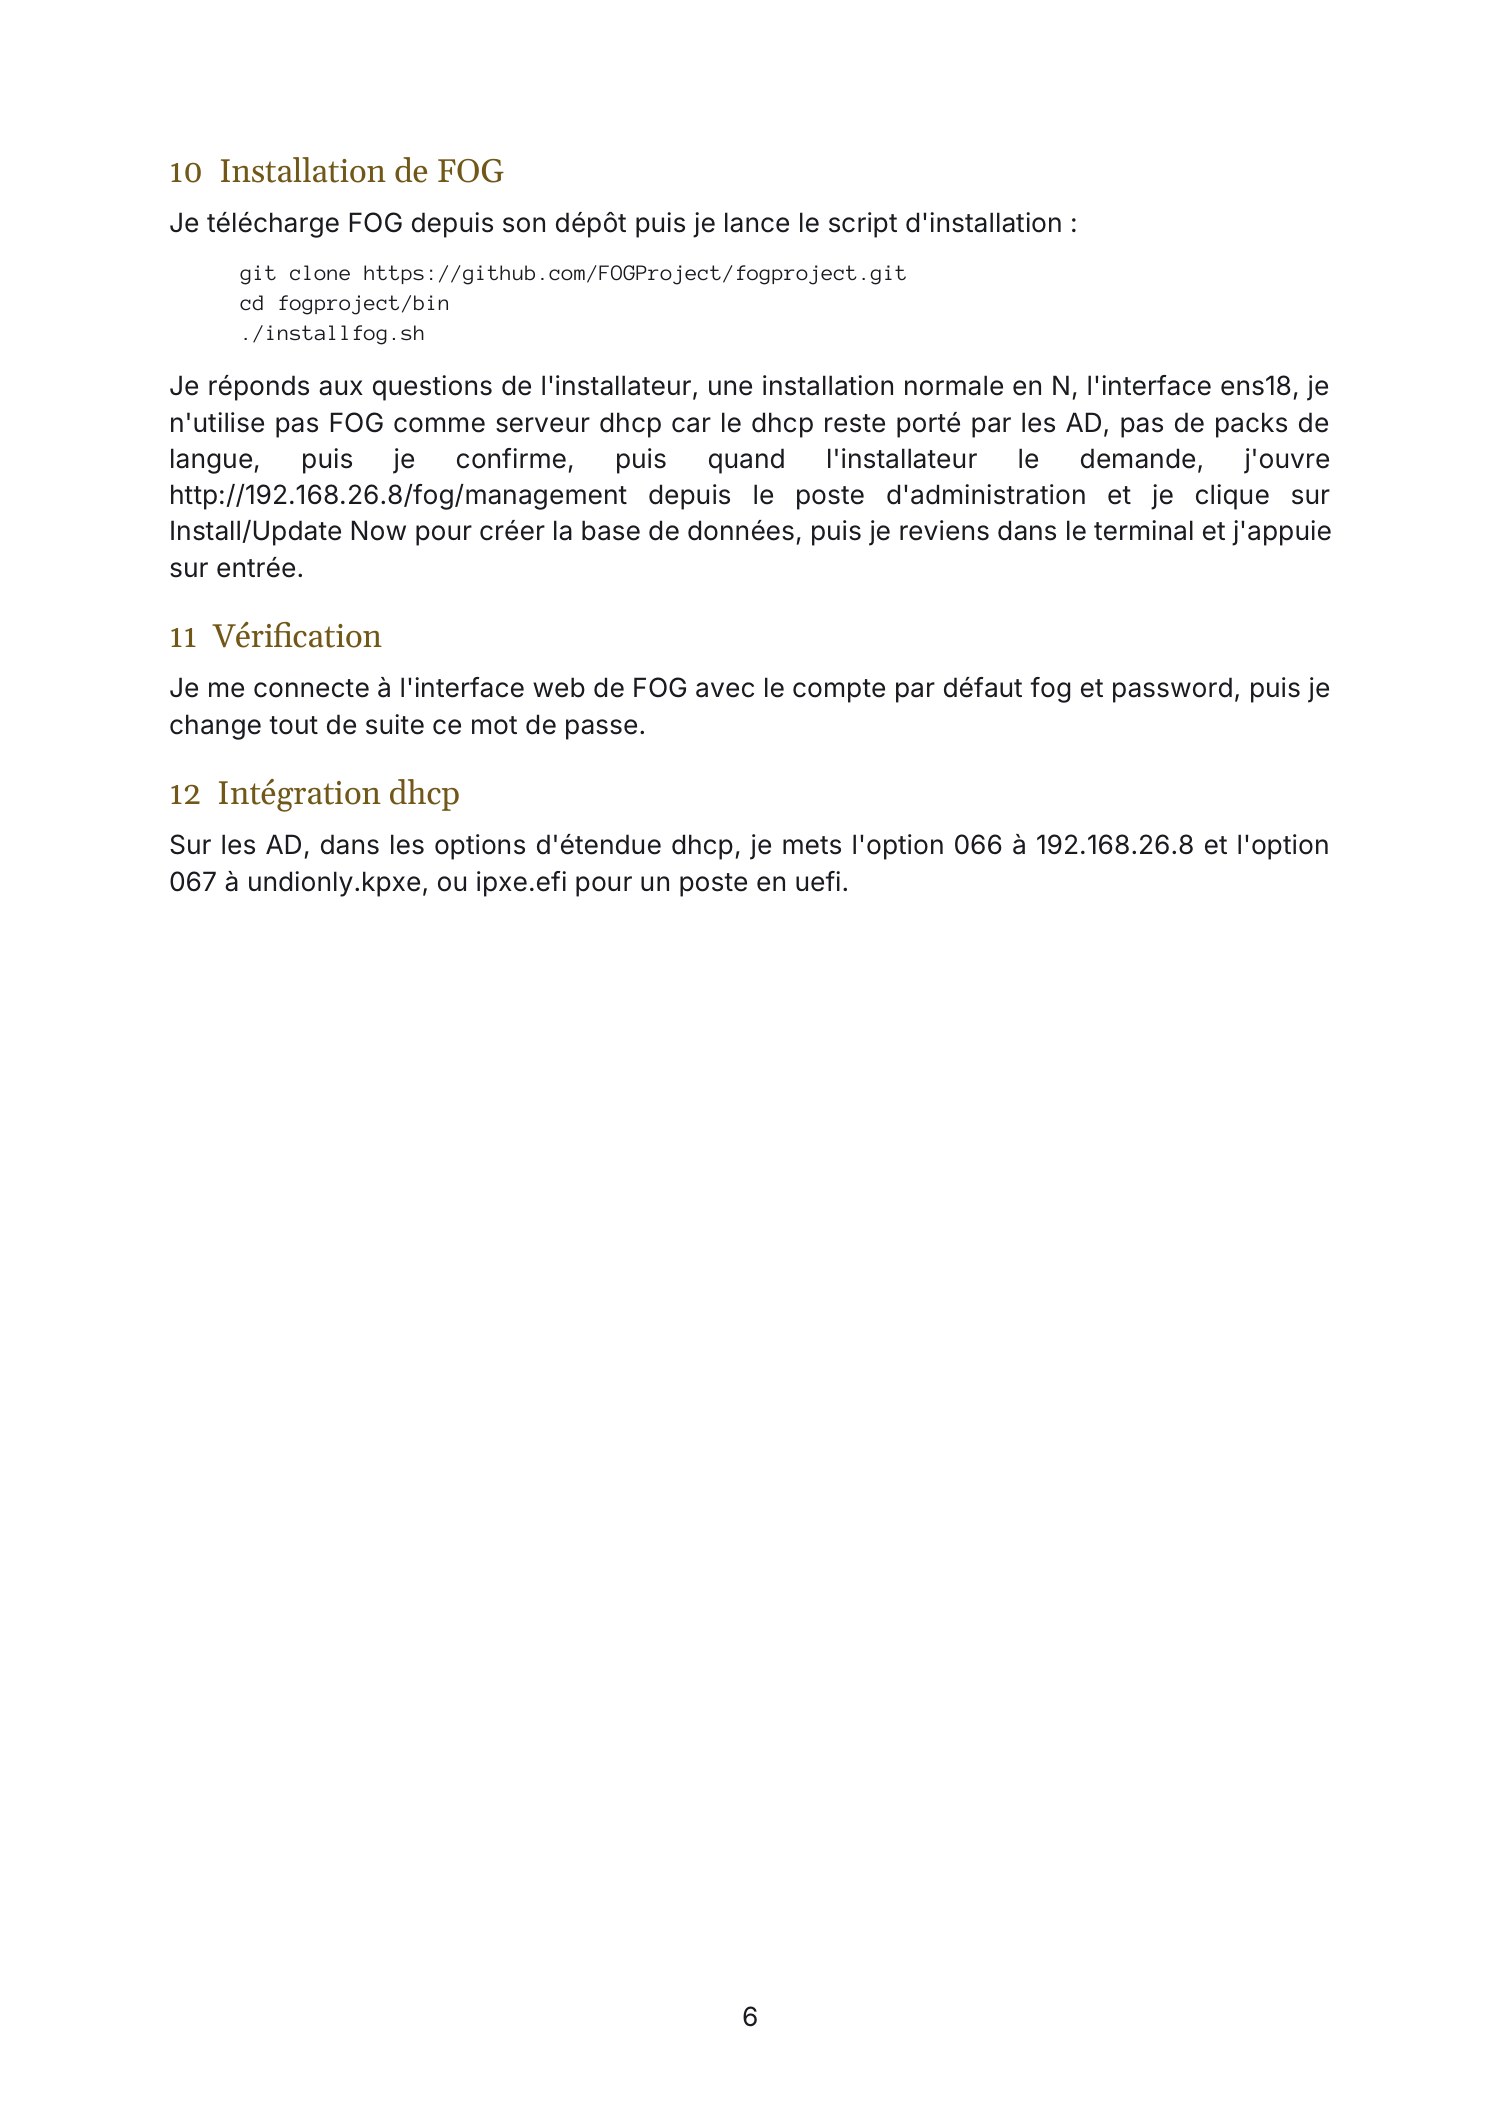 10 Installation de FOG
Je télécharge FOG depuis son dépôt puis je lance le script d'installation :
git clone https://github.com/FOGProject/fogproject.git
cd fogproject/bin
./installfog.sh
Je réponds aux questions de l'installateur, une installation normale en N, l'interface ens18, je
n'utilise pas FOG comme serveur dhcp car le dhcp reste porté par les AD, pas de packs de
langue, puis je confirme, puis quand l'installateur le demande, j'ouvre
http://192.168.26.8/fog/management depuis le poste d'administration et je clique sur
Install/Update Now pour créer la base de données, puis je reviens dans le terminal et j'appuie
sur entrée.
11 Vérification
Je me connecte à l'interface web de FOG avec le compte par défaut fog et password, puis je
change tout de suite ce mot de passe.
12 Intégration dhcp
Sur les AD, dans les options d'étendue dhcp, je mets l'option 066 à 192.168.26.8 et l'option
067 à undionly.kpxe, ou ipxe.efi pour un poste en uefi.
6